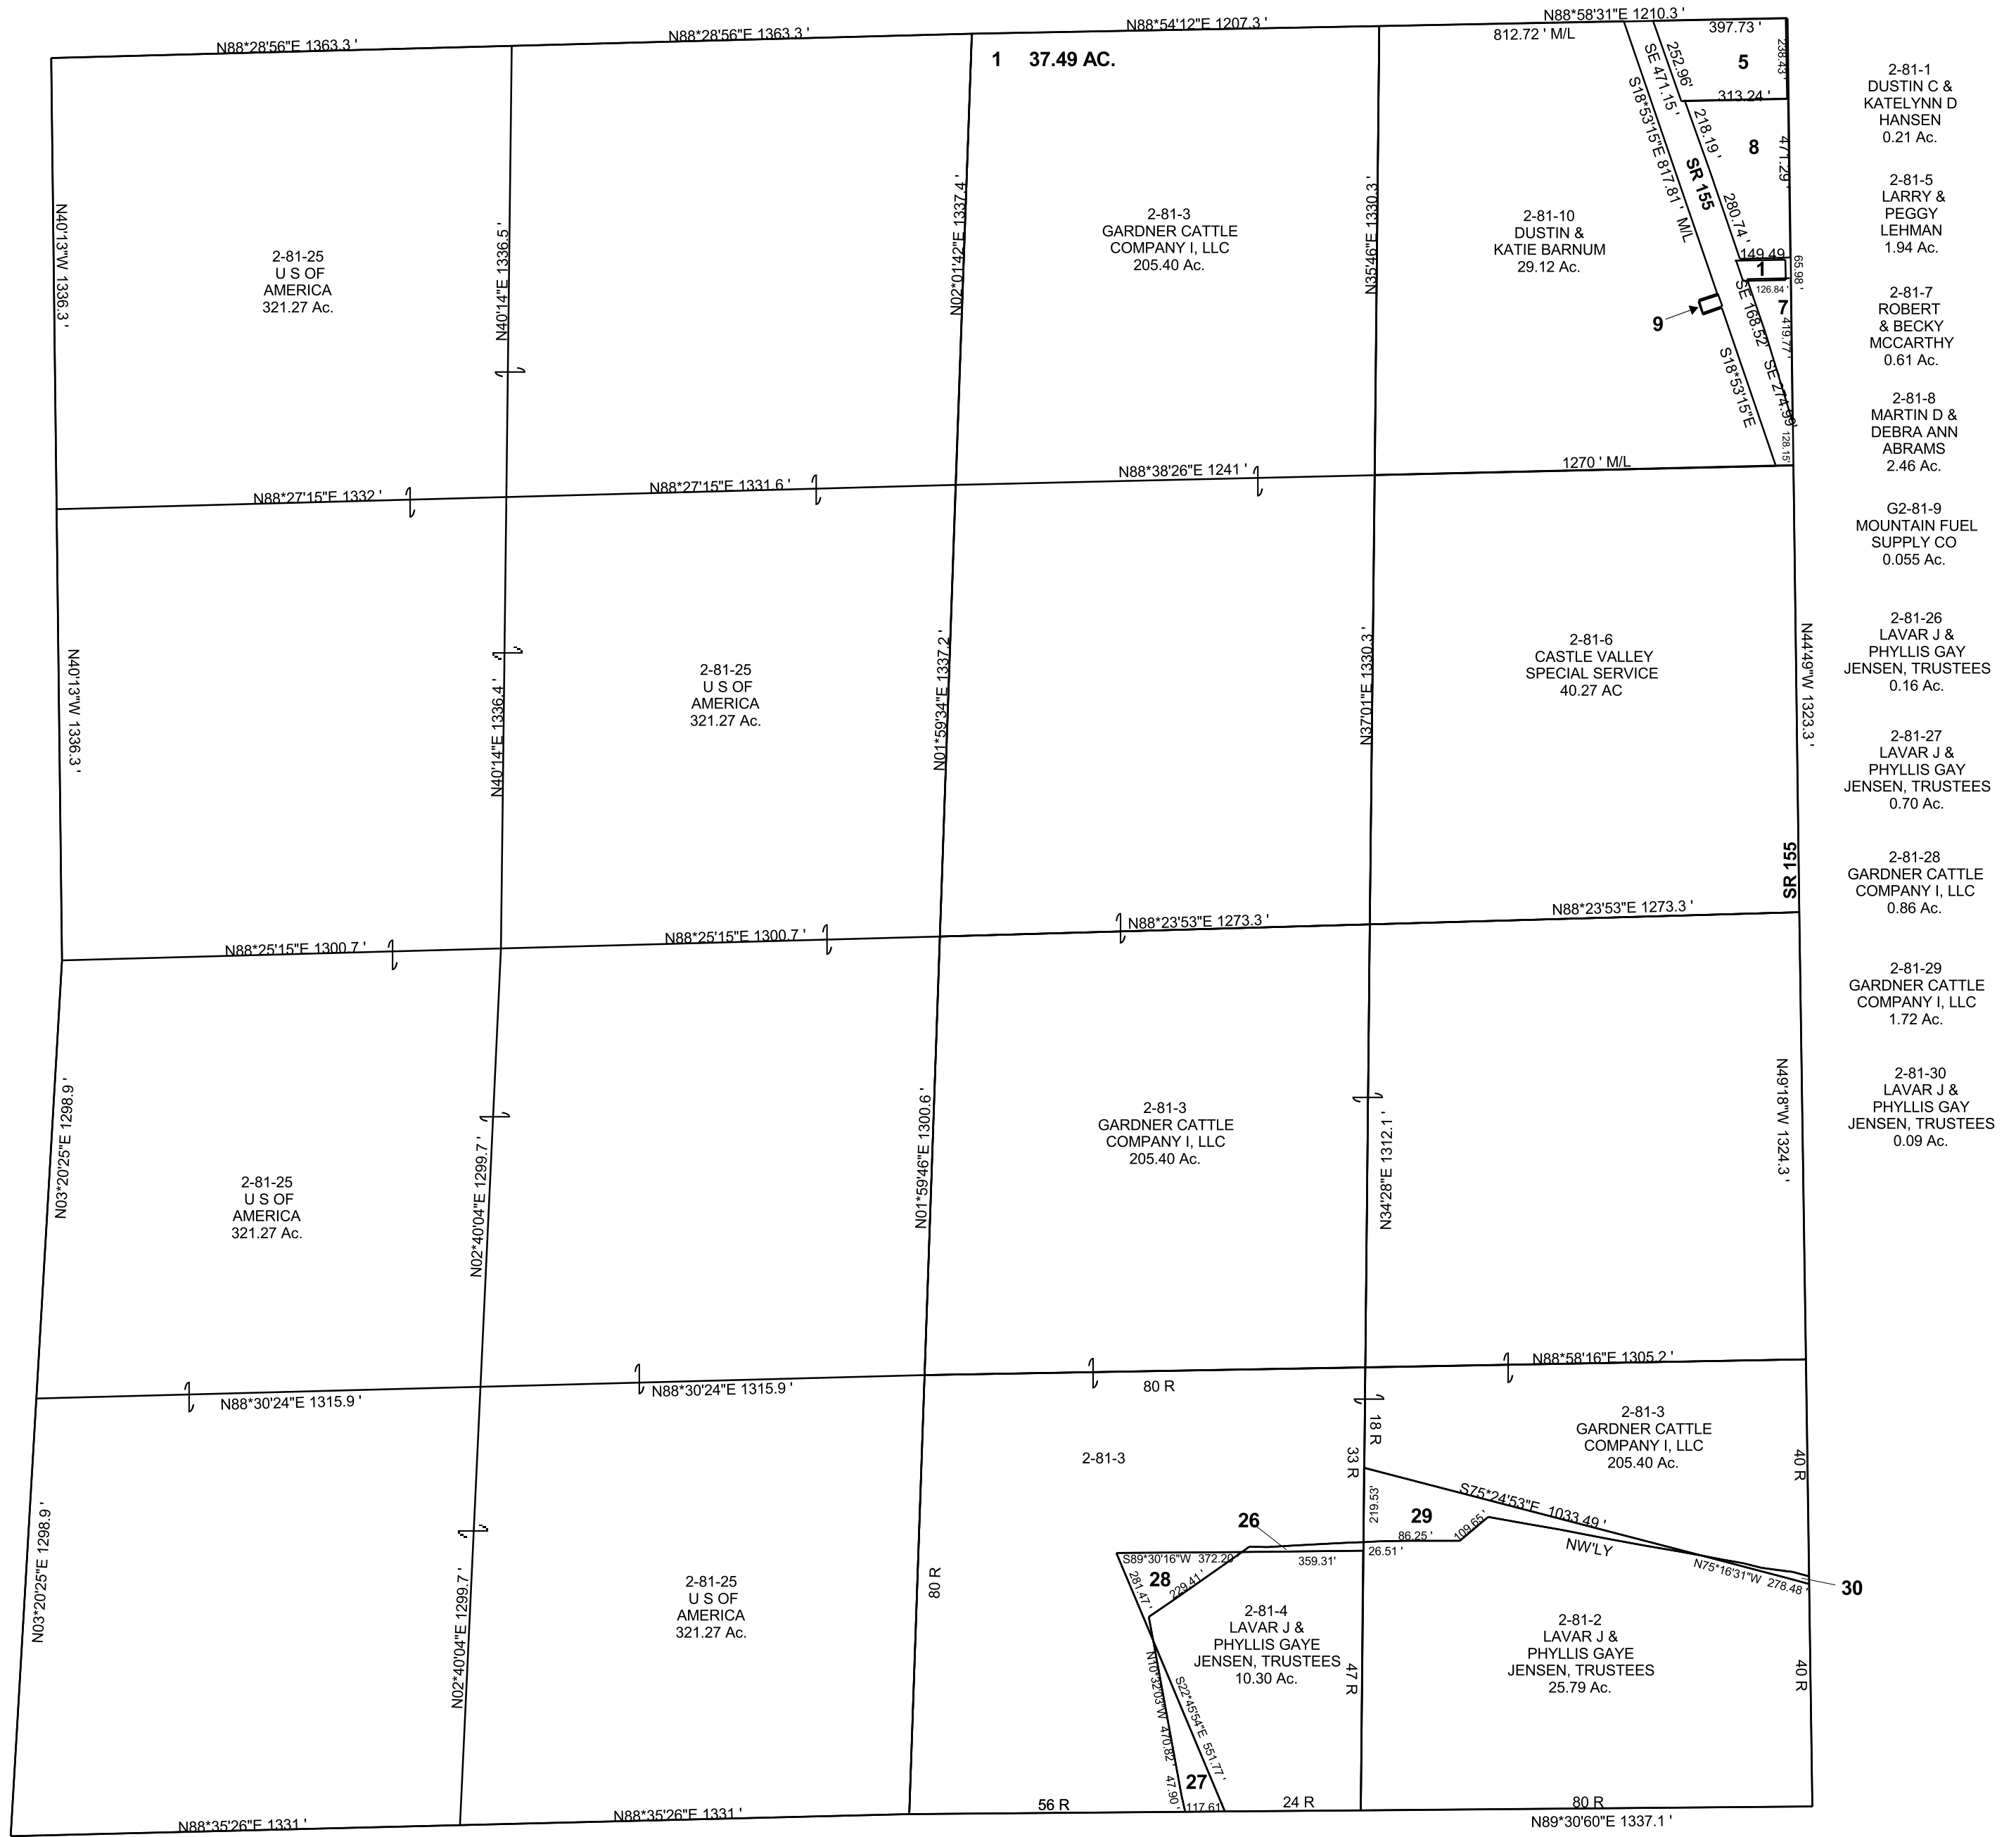 N88*28'56"E 1363.3 '
N88*28'56"E 1363.3 '
N88*54'12"E 1207.3 '
N88*58'31"E 1210.3 '
1 37.49 AC.
812.72 ' M/L
397.73 '
238.43 '
5
252.96'
SE 471.15 '
S18*53'15"E 817.81 ' M/L
313.24 '
218.19 '
8
471.29 '
SR 155
280.74 '
149.49
1
65.98 '
126.84 '
7
419.77 '
9
SE 168.52'
SE 274.99'
S18*53'15"E
128.15'
N40'13"W 1336.3 '
2-81-25
U S OF
AMERICA
321.27 Ac.
N40'14"E 1336.5 '
N02*01'42"E 1337.4 '
2-81-3
GARDNER CATTLE
COMPANY I, LLC
205.40 Ac.
N35'46"E 1330.3 '
2-81-10
DUSTIN &
KATIE BARNUM
29.12 Ac.
N88*27'15"E 1332 '
N88*27'15"E 1331.6 '
N88*38'26"E 1241 '
1270 ' M/L
N40'13"W 1336.3 '
N40'14"E 1336.4 '
2-81-25
U S OF
AMERICA
321.27 Ac.
N01*59'34"E 1337.2 '
N37'01"E 1330.3 '
2-81-6
CASTLE VALLEY
SPECIAL SERVICE
40.27 AC
N44'49"W 1323.3 '
SR 155
N88*25'15"E 1300.7 '
N88*25'15"E 1300.7 '
N88*23'53"E 1273.3 '
N88*23'53"E 1273.3 '
N03*20'25"E 1298.9 '
2-81-25
U S OF
AMERICA
321.27 Ac.
N02*40'04"E 1299.7 '
N01*59'46"E 1300.6 '
2-81-3
GARDNER CATTLE
COMPANY I, LLC
205.40 Ac.
N34'28"E 1312.1 '
N49'18"W 1324.3 '
N88*30'24"E 1315.9 '
N88*30'24"E 1315.9 '
80 R
N88*58'16"E 1305.2 '
N03*20'25"E 1298.9 '
N02*40'04"E 1299.7 '
2-81-25
U S OF
AMERICA
321.27 Ac.
80 R
2-81-3
18 R
33 R
219.53'
2-81-3
GARDNER CATTLE
COMPANY I, LLC
205.40 Ac.
40 R
S75*24'53"E 1033.49 '
29
86.25 '
109.65'
NW'LY
N75*16'31"W 278.48 '
30
26
S89*30'16"W 372.20
359.31'
26.51 '
28
281.47'
229.41'
2-81-4
LAVAR J &
PHYLLIS GAYE
JENSEN, TRUSTEES
10.30 Ac.
47 R
2-81-2
LAVAR J &
PHYLLIS GAYE
JENSEN, TRUSTEES
25.79 Ac.
40 R
N10*32'03"W 470.82'
S22*45'54"E 551.77 '
47.90 '
27
117.61
N88*35'26"E 1331 '
N88*35'26"E 1331 '
56 R
24 R
80 R
N89*30'60"E 1337.1 '
2-81-1
DUSTIN C &
KATELYNN D
HANSEN
0.21 Ac.
2-81-5
LARRY &
PEGGY
LEHMAN
1.94 Ac.
2-81-7
ROBERT
& BECKY
MCCARTHY
0.61 Ac.
2-81-8
MARTIN D &
DEBRA ANN
ABRAMS
2.46 Ac.
G2-81-9
MOUNTAIN FUEL
SUPPLY CO
0.055 Ac.
2-81-26
LAVAR J &
PHYLLIS GAY
JENSEN, TRUSTEES
0.16 Ac.
2-81-27
LAVAR J &
PHYLLIS GAY
JENSEN, TRUSTEES
0.70 Ac.
2-81-28
GARDNER CATTLE
COMPANY I, LLC
0.86 Ac.
2-81-29
GARDNER CATTLE
COMPANY I, LLC
1.72 Ac.
2-81-30
LAVAR J &
PHYLLIS GAY
JENSEN, TRUSTEES
0.09 Ac.